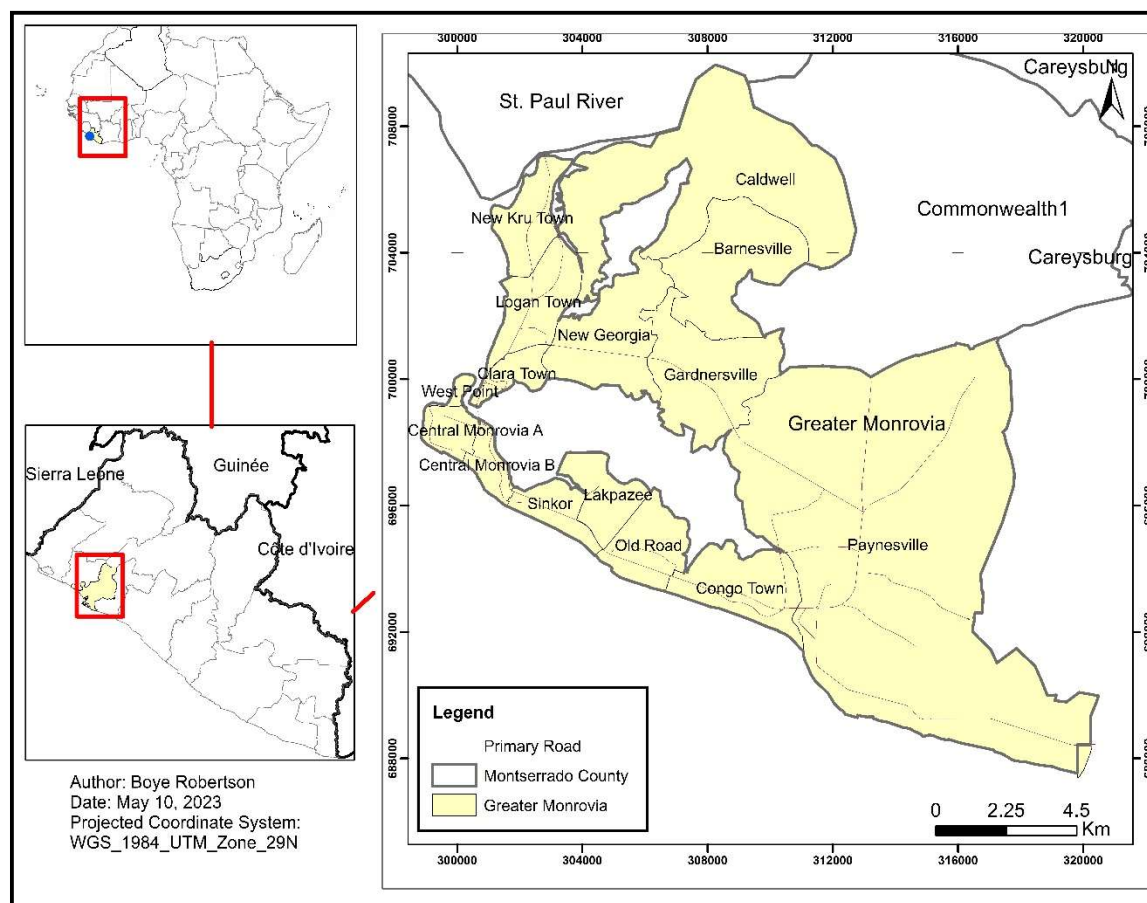 300000 304000 308000 312000 316000 320000
Careysburg
N
St. Paul River
708000
Caldwell
New Kru Town
Commonwealth1
Barnesville
704000
Careysburg
Logan Town
New Georgia
Clara Town
Gardnersville
700000
West Point
Greater Monrovia
Central Monrovia A
Central Monrovia B
Sinkor
Lakpazee
696000
Old Road
Paynesville
Congo Town
692000
688000
Legend
Primary Road
Montserrado County
Greater Monrovia
0 2.25 4.5
Km
300000 304000 308000 312000 316000 320000
Sierra Leone
Guinée
Côte d'Ivoire
Author: Boye Robertson
Date: May 10, 2023
Projected Coordinate System:
WGS_1984_UTM_Zone_29N